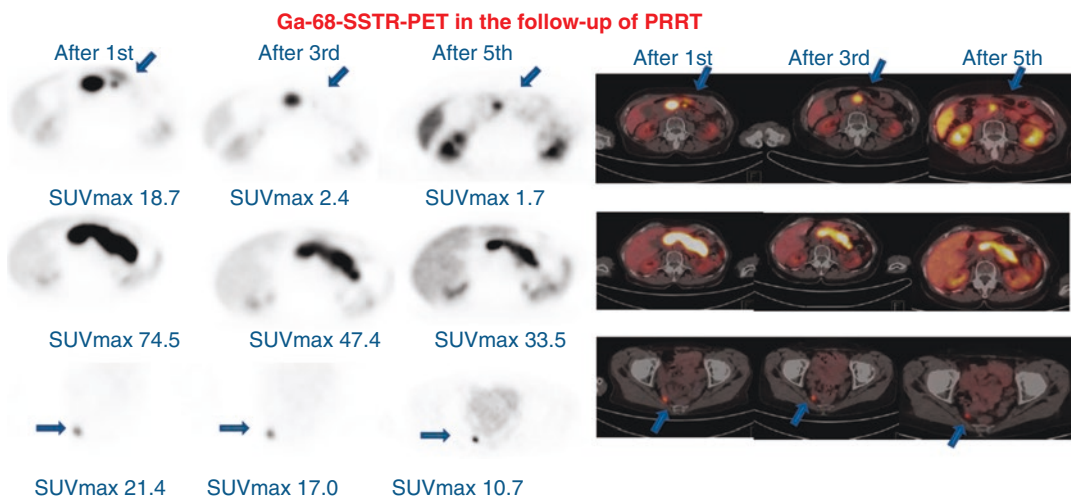 Ga-68-SSTR-PET in the follow-up of PRRT
After 1st After 3rd After 5th After 1st After 3rd After 5th
SUVmax 18.7 SUVmax 2.4 SUVmax 1.7
SUVmax 74.5 SUVmax 47.4 SUVmax 33.5
SUVmax 21.4 SUVmax 17.0 SUVmax 10.7